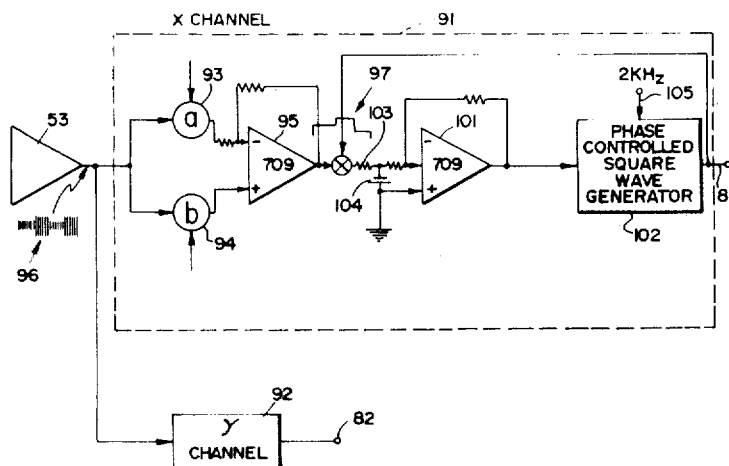 X CHANNEL
91
93
a
53
95
709
-
+
97
103
101
709
-
+
104
2KHz
105
PHASE
CONTROLLED
SQUARE
WAVE
GENERATOR
102
8
b
94
96
92
Y
CHANNEL
82